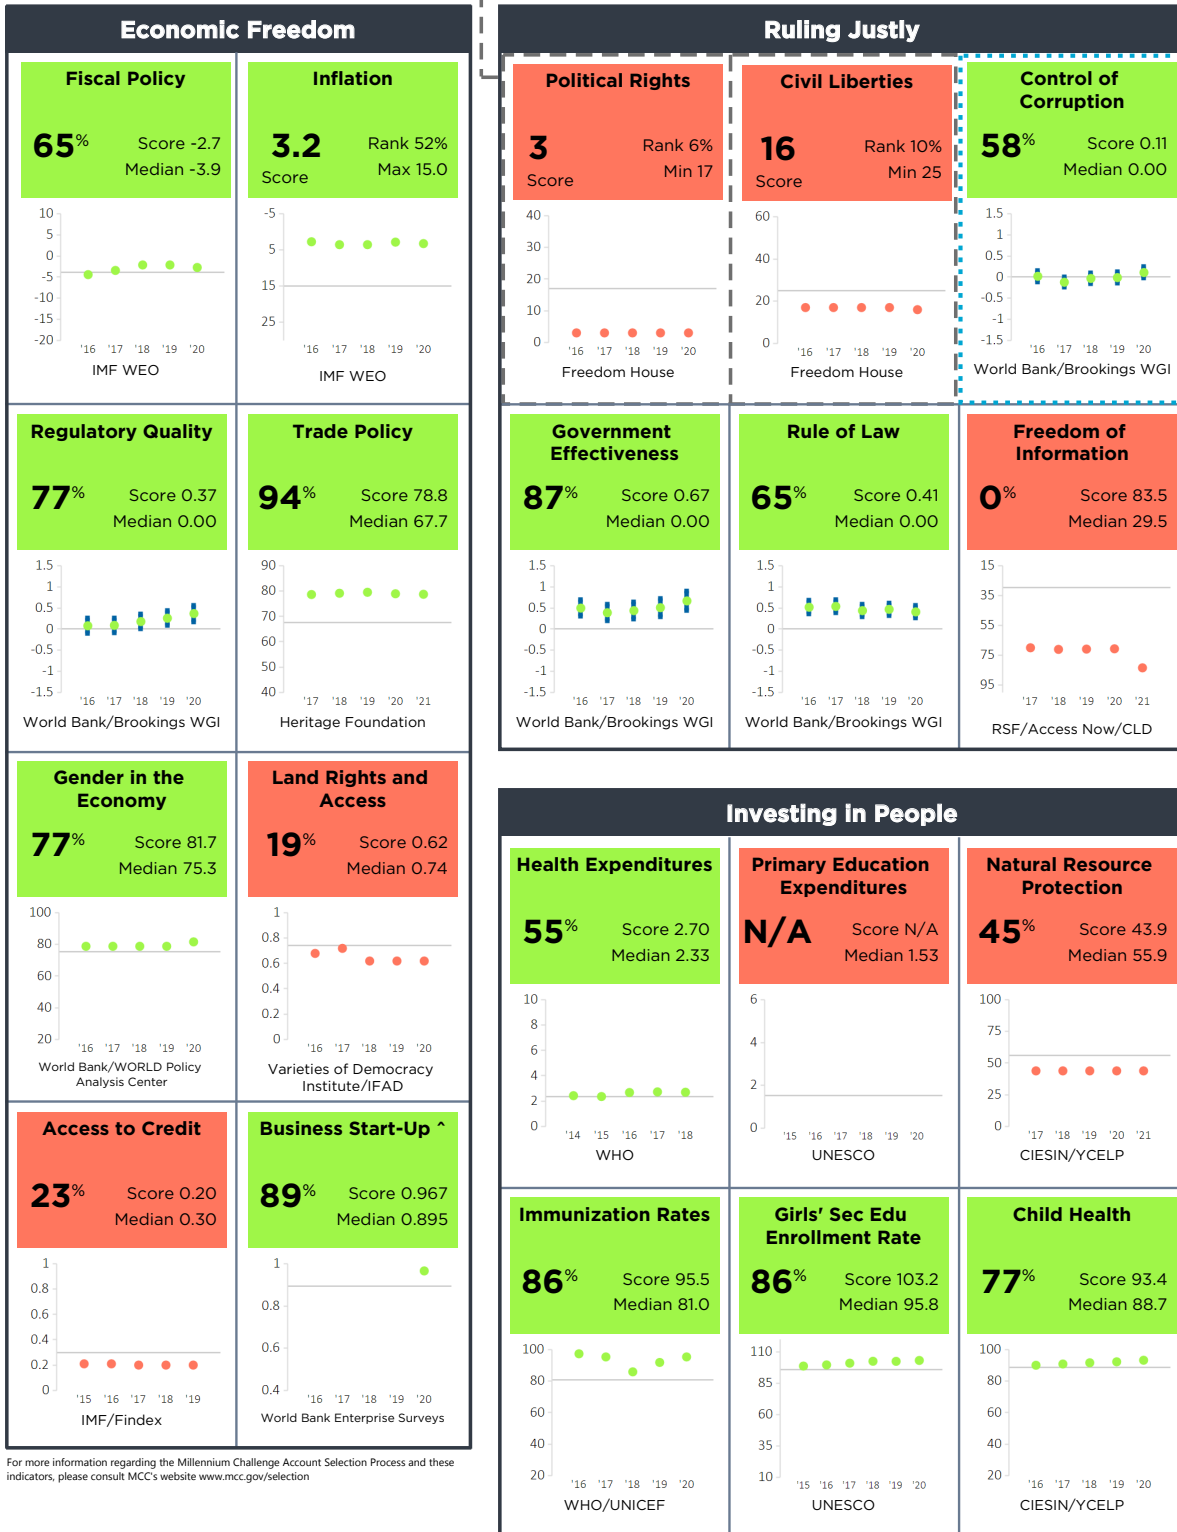 Economic Freedom
Fiscal Policy
65%
Score -2.7
Median -3.9
10
5
0
-5
-10
-15
-20
'16 '17 '18 '19 '20
IMF WEO
Inflation
3.2
Score
Rank 52%
Max 15.0
-5
5
15
25
'16 '17 '18 '19 '20
IMF WEO
Regulatory Quality
77%
Score 0.37
Median 0.00
1.5
1
0.5
0
-0.5
-1
-1.5
'16 '17 '18 '19 '20
World Bank/Brookings WGI
Trade Policy
94%
Score 78.8
Median 67.7
90
80
70
60
50
40
'17 '18 '19 '20 '21
Heritage Foundation
Gender in the
Economy
77%
Score 81.7
Median 75.3
100
80
60
40
20
'16 '17 '18 '19 '20
World Bank/WORLD Policy
Analysis Center
Land Rights and
Access
19%
Score 0.62
Median 0.74
1
0.8
0.6
0.4
0.2
0
'16 '17 '18 '19 '20
Varieties of Democracy
Institute/IFAD
Access to Credit
23%
Score 0.20
Median 0.30
1
0.8
0.6
0.4
0.2
0
'15 '16 '17 '18 '19
IMF/Findex
Business Start-Up ^
89%
Score 0.967
Median 0.895
1
0.8
0.6
0.4
'16 '17 '18 '19 '20
World Bank Enterprise Surveys
For more information regarding the Millennium Challenge Account Selection Process and these
indicators, please consult MCC's website www.mcc.gov/selection
Ruling Justly
Political Rights
3
Score
Rank 6%
Min 17
40
30
20
10
0
'16 '17 '18 '19 '20
Freedom House
Civil Liberties
16
Score
Rank 10%
Min 25
60
40
20
0
'16 '17 '18 '19 '20
Freedom House
Control of
Corruption
58%
Score 0.11
Median 0.00
1.5
1
0.5
0
-0.5
-1
-1.5
'16 '17 '18 '19 '20
World Bank/Brookings WGI
Government
Effectiveness
87%
Score 0.67
Median 0.00
1.5
1
0.5
0
-0.5
-1
-1.5
'16 '17 '18 '19 '20
World Bank/Brookings WGI
Rule of Law
65%
Score 0.41
Median 0.00
1.5
1
0.5
0
-0.5
-1
-1.5
'16 '17 '18 '19 '20
World Bank/Brookings WGI
Freedom of
Information
0%
Score 83.5
Median 29.5
15
35
55
75
95
'17 '18 '19 '20 '21
RSF/Access Now/CLD
Investing in People
Health Expenditures
55%
Score 2.70
Median 2.33
10
8
6
4
2
0
'14 '15 '16 '17 '18
WHO
Primary Education
Expenditures
N/A
Score N/A
Median 1.53
6
4
2
0
'15 '16 '18 '19 '20
UNESCO
Natural Resource
Protection
45%
Score 43.9
Median 55.9
100
75
50
25
0
'17 '18 '19 '20 '21
CIESIN/YCELP
Immunization Rates
86%
Score 95.5
Median 81.0
100
80
60
40
20
'16 '17 '18 '19 '20
WHO/UNICEF
Girls' Sec Edu
Enrollment Rate
86%
Score 103.2
Median 95.8
110
85
60
35
10
'15 '16 '17 '18 '19 '20
UNESCO
Child Health
77%
Score 93.4
Median 88.7
100
80
60
40
20
'16 '17 '18 '19 '20
CIESIN/YCELP